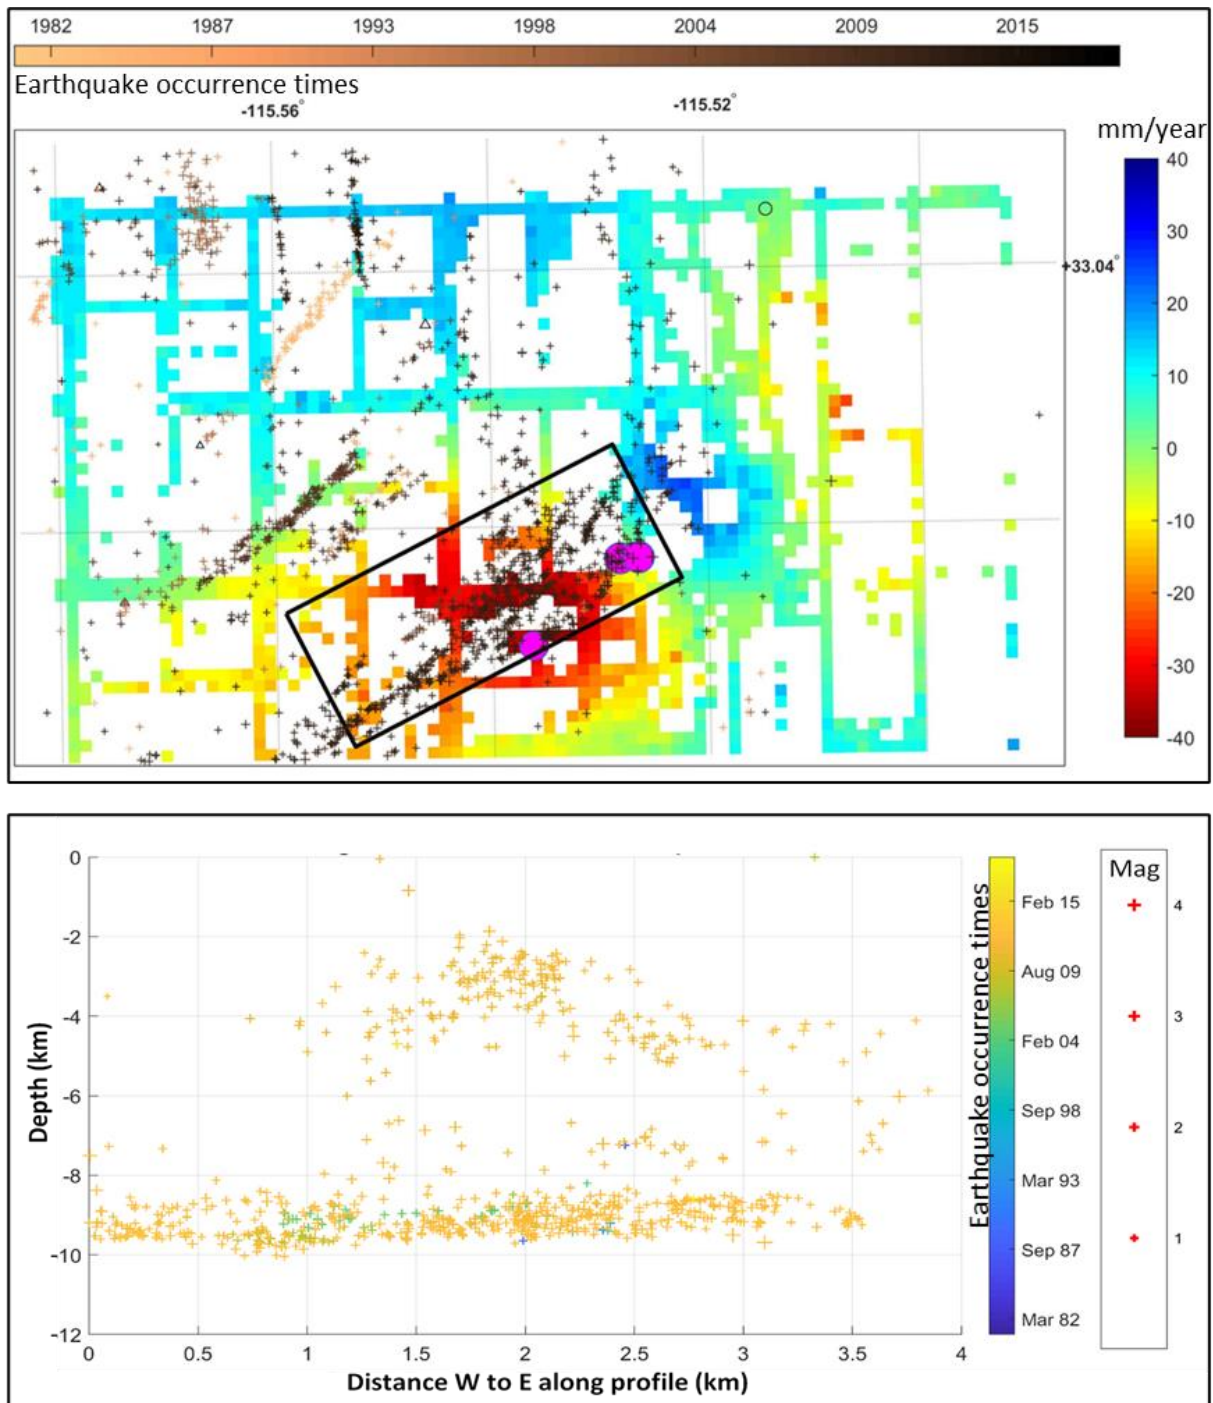 1982 1987 1993 1998 2004 2009 2015
Earthquake occurrence times
-115.56° -115.52°
mm/year
40
30
+33.04°
20
10
0
-10
-20
-30
-40
0
-2
-4
-6
-8
-10
-12
Depth (km)
0 0.5 1 1.5 2 2.5 3 3.5 4
Distance W to E along profile (km)
Earthquake occurrence times
Feb 15
Aug 09
Feb 04
Sep 98
Mar 93
Sep 87
Mar 82
Mag
4
3
2
1